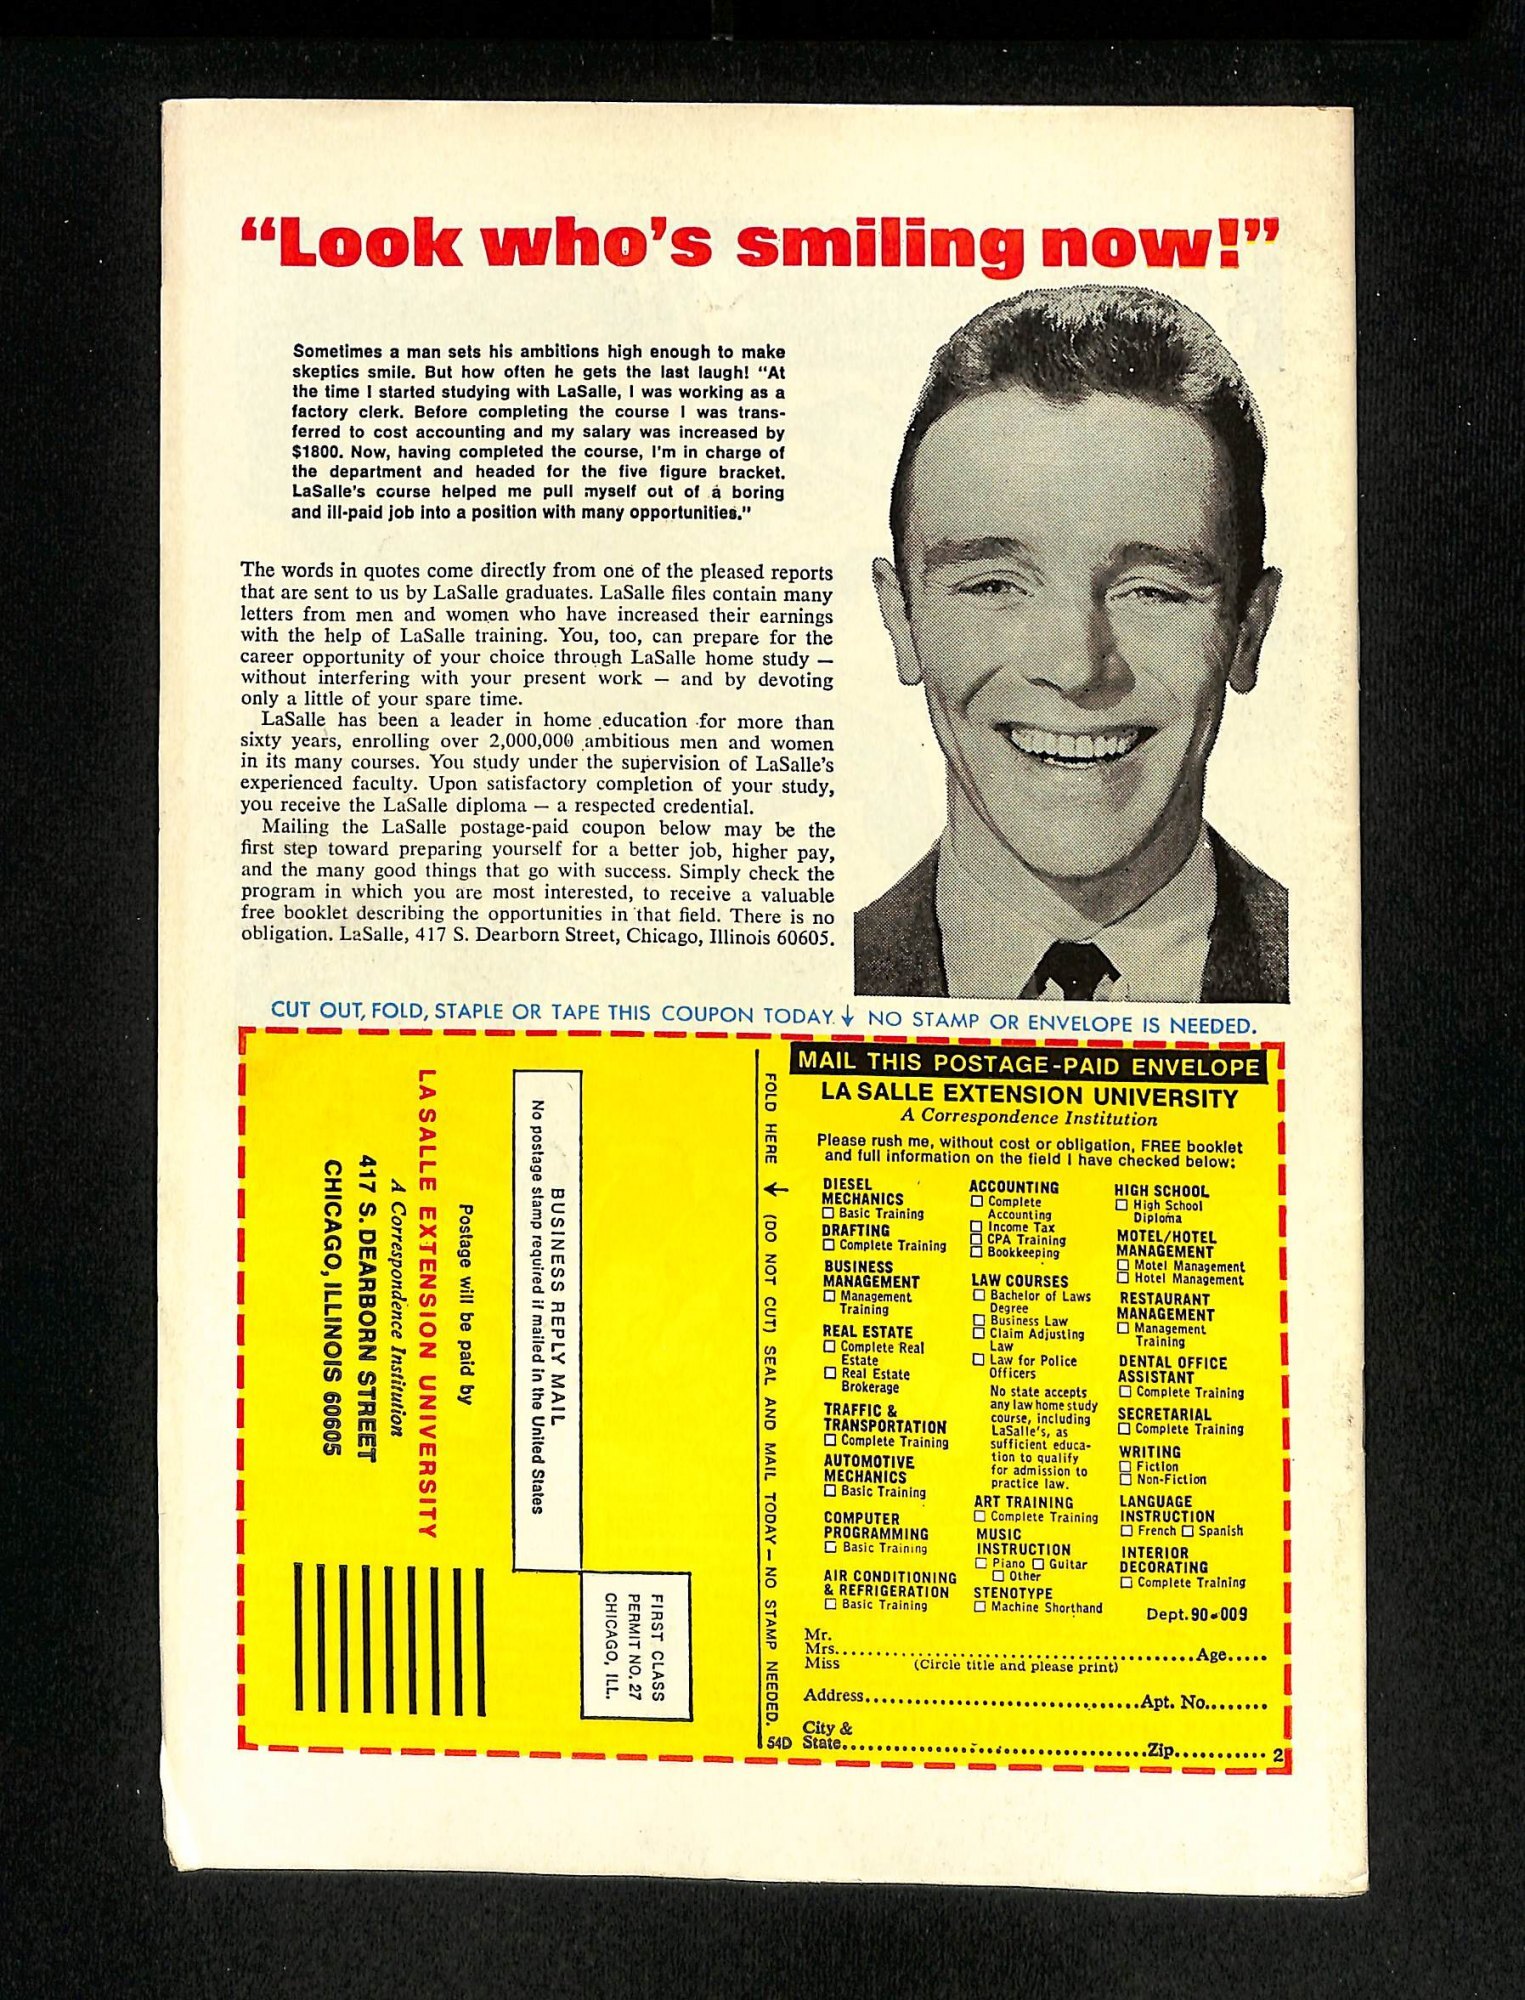 “Look who’s smiling now!”
Sometimes a man sets his ambitions high enough to make
skeptics smile. But how often he gets the last laugh! "At
the time I started studying with LaSalle, I was working as a
factory clerk. Before completing the course I was trans-
ferred to cost accounting and my salary was increased by
$1800. Now, having completed the course, I'm in charge of
the department and headed for the five figure bracket.
LaSalle's course helped me pull myself out of a boring
and ill-paid job into a position with many opportunities."
The words in quotes come directly from one of the pleased reports
that are sent to us by LaSalle graduates. LaSalle files contain many
letters from men and women who have increased their earnings
with the help of LaSalle training. You, too, can prepare for the
career opportunity of your choice through LaSalle home study —
without interfering with your present work — and by devoting
only a little of your spare time.
LaSalle has been a leader in home education for more than
sixty years, enrolling over 2,000,000 ambitious men and women
in its many courses. You study under the supervision of LaSalle's
experienced faculty. Upon satisfactory completion of your study,
you receive the LaSalle diploma — a respected credential.
Mailing the LaSalle postage-paid coupon below may be the
first step toward preparing yourself for a better job, higher pay,
and the many good things that go with success. Simply check the
program in which you are most interested, to receive a valuable
free booklet describing the opportunities in that field. There is no
obligation. LaSalle, 417 S. Dearborn Street, Chicago, Illinois 60605.
CUT OUT, FOLD, STAPLE OR TAPE THIS COUPON TODAY. ↓ NO STAMP OR ENVELOPE IS NEEDED.
FIRST CLASS
PERMIT NO. 27
CHICAGO, ILL.
BUSINESS REPLY MAIL
No postage stamp required if mailed in the United States
Postage will be paid by
LA SALLE EXTENSION UNIVERSITY
A Correspondence Institution
417 S. DEARBORN STREET
CHICAGO, ILLINOIS 60605
FOLD HERE ↓ (DO NOT CUT) SEAL AND MAIL TODAY — NO STAMP NEEDED.
54D
MAIL THIS POSTAGE-PAID ENVELOPE
LA SALLE EXTENSION UNIVERSITY
A Correspondence Institution
Please rush me, without cost or obligation, FREE booklet
and full information on the field I have checked below:
DIESEL
MECHANICS
☐ Basic Training
DRAFTING
☐ Complete Training
BUSINESS
MANAGEMENT
☐ Management
Training
REAL ESTATE
☐ Complete Real
Estate
☐ Real Estate
Brokerage
TRAFFIC &
TRANSPORTATION
☐ Complete Training
AUTOMOTIVE
MECHANICS
☐ Basic Training
COMPUTER
PROGRAMMING
☐ Basic Training
AIR CONDITIONING
& REFRIGERATION
☐ Basic Training
ACCOUNTING
☐ Complete
Accounting
☐ Income Tax
☐ CPA Training
☐ Bookkeeping
LAW COURSES
☐ Bachelor of Laws
Degree
☐ Business Law
☐ Claim Adjusting
Law
☐ Law for Police
Officers
No state accepts
any law home study
course, including
LaSalle's, as
sufficient educa-
tion to qualify
for admission to
practice law.
ART TRAINING
☐ Complete Training
MUSIC
INSTRUCTION
☐ Piano ☐ Guitar
☐ Other
STENOTYPE
☐ Machine Shorthand
HIGH SCHOOL
☐ High School
Diploma
MOTEL/HOTEL
MANAGEMENT
☐ Motel Management
☐ Hotel Management
RESTAURANT
MANAGEMENT
☐ Management
Training
DENTAL OFFICE
ASSISTANT
☐ Complete Training
SECRETARIAL
☐ Complete Training
WRITING
☐ Fiction
☐ Non-Fiction
LANGUAGE
INSTRUCTION
☐ French ☐ Spanish
INTERIOR
DECORATING
☐ Complete Training
Dept. 90-009
Mr.
Mrs. Age
Miss (Circle title and please print)
Address Apt. No.
City &
State Zip 2